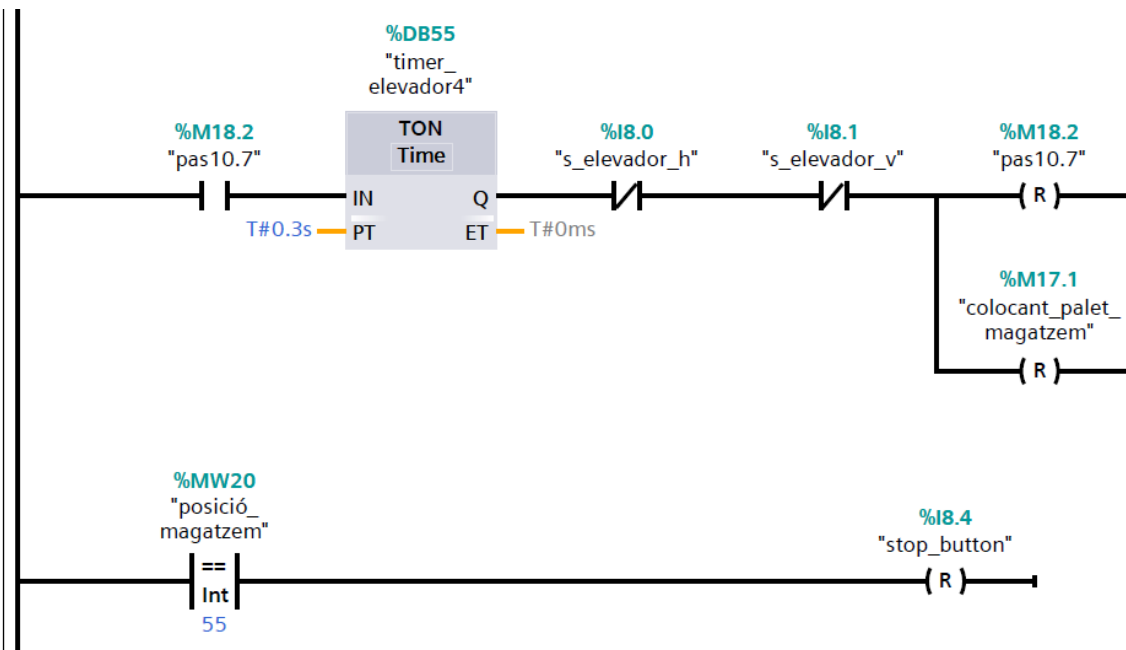 %DB55
"timer_
elevador4"
%M18.2
"pas10.7"
TON
Time
%I8.0
"s_elevador_h"
%I8.1
"s_elevador_v"
%M18.2
"pas10.7"
IN
Q
R
T#0.3s
PT
ET
T#0ms
%M17.1
"colocant_palet_
magatzem"
R
%MW20
"posició_
magatzem"
%I8.4
"stop_button"
==
Int
R
55